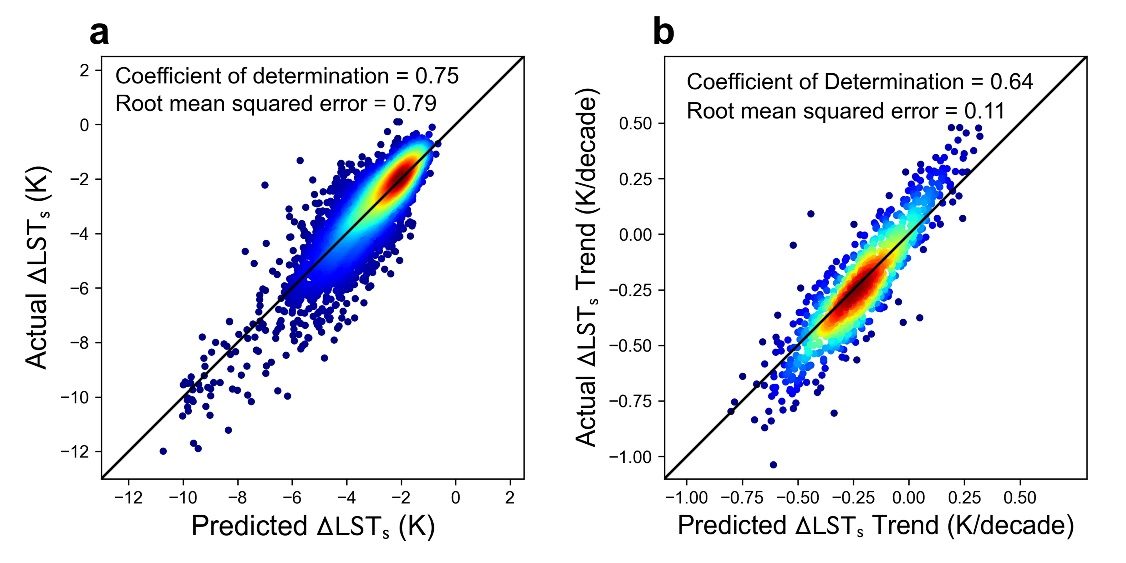 a
Coefficient of determination = 0.75
Root mean squared error = 0.79
Actual ΔLSTₛ (K)
2
0
−2
−4
−6
−8
−10
−12
−12 −10 −8 −6 −4 −2 0 2
Predicted ΔLSTₛ (K)
b
Coefficient of Determination = 0.64
Root mean squared error = 0.11
Actual ΔLSTₛ Trend (K/decade)
0.50
0.25
0.00
−0.25
−0.50
−0.75
−1.00
−1.00 −0.75 −0.50 −0.25 0.00 0.25 0.50
Predicted ΔLSTₛ Trend (K/decade)